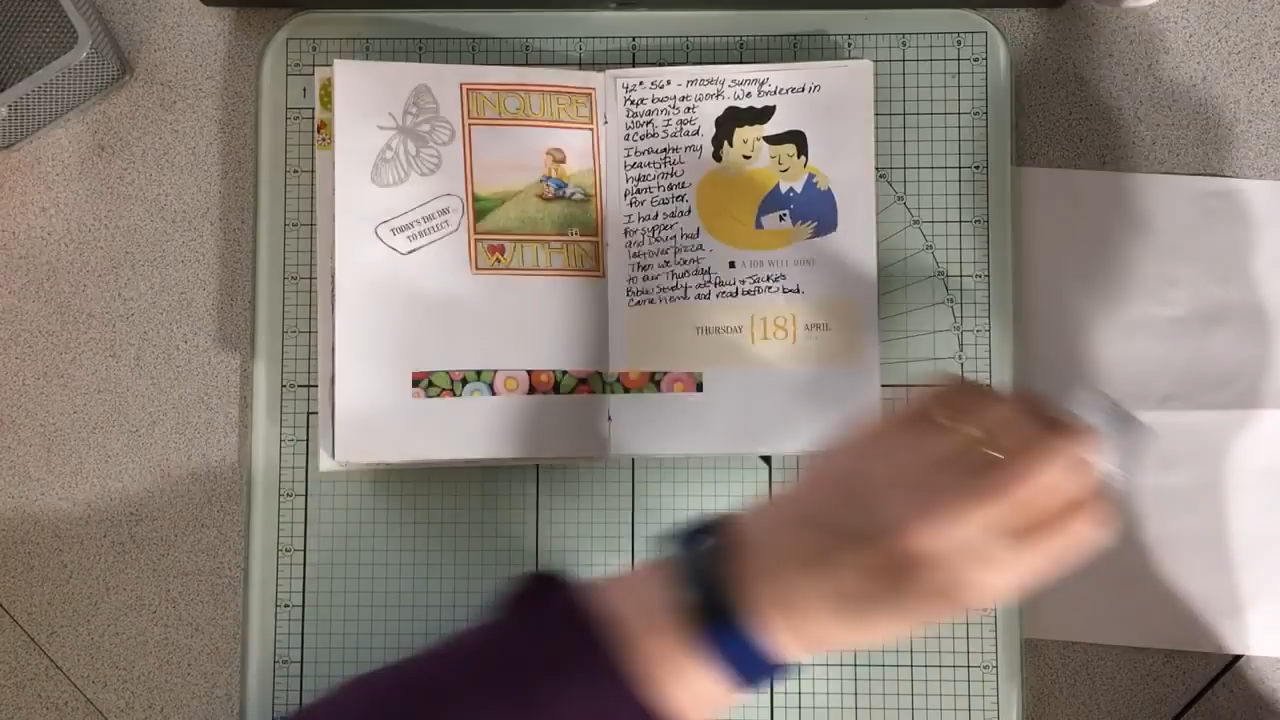 INQUIRE
WITHIN
TODAY'S THE DAY
TO REFLECT.
42° - 56° - mostly sunny.
Kept busy at work. We ordered in
Davannis at
work. I got
a Cobb Salad.
I brought my
beautiful
hyacinth
plant home
for Easter.
I had salad
for supper
and Doug had
leftover pizza.
Then we went
to our Thursday
Bible Study at Paul + Jackie's
Came home and read before bed.
A JOB WELL DONE
THURSDAY {18} APRIL